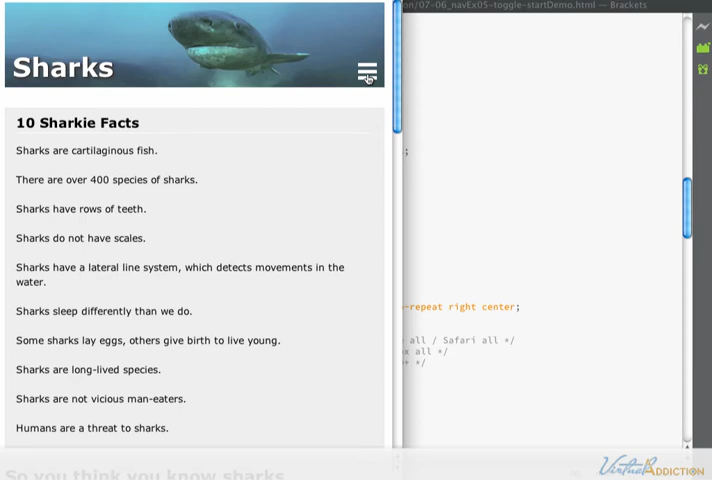 on/07-06_navEx05-toggle-startDemo.html — Brackets
Sharks
10 Sharkie Facts
Sharks are cartilaginous fish.
There are over 400 species of sharks.
Sharks have rows of teeth.
Sharks do not have scales.
Sharks have a lateral line system, which detects movements in the
water.
Sharks sleep differently than we do.
Some sharks lay eggs, others give birth to live young.
Sharks are long-lived species.
Sharks are not vicious man-eaters.
Humans are a threat to sharks.
So you think you know sharks
;
-repeat right center;
all / Safari all */
x all */
+ */
VirtualADDICTION